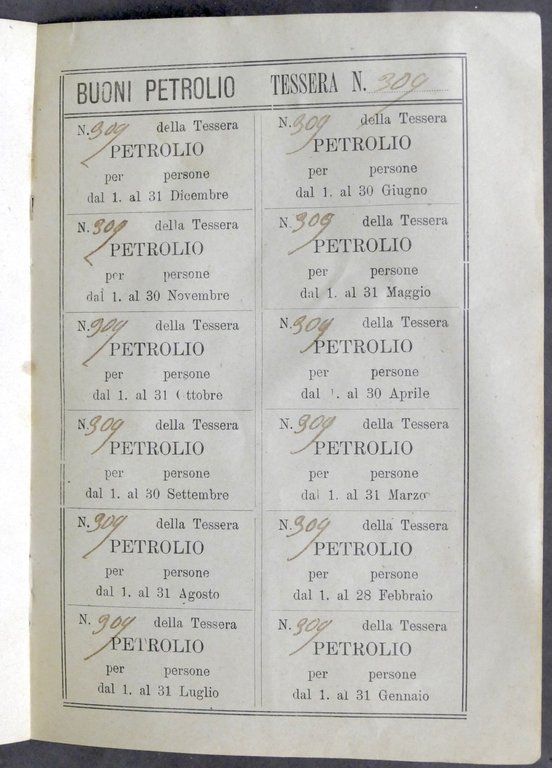 BUONI PETROLIO TESSERA N. 309
N. 309 della Tessera
PETROLIO
per persone
dal 1. al 31 Dicembre
N. 309 della Tessera
PETROLIO
per persone
dal 1. al 30 Novembre
N. 309 della Tessera
PETROLIO
per persone
dal 1. al 31 Ottobre
N. 309 della Tessera
PETROLIO
per persone
dal 1. al 30 Settembre
N. 309 della Tessera
PETROLIO
per persone
dal 1. al 31 Agosto
N. 309 della Tessera
PETROLIO
per persone
dal 1. al 31 Luglio
N. 309 della Tessera
PETROLIO
per persone
dal 1. al 30 Giugno
N. 309 della Tessera
PETROLIO
per persone
dal 1. al 31 Maggio
N. 309 della Tessera
PETROLIO
per persone
dal 1. al 30 Aprile
N. 309 della Tessera
PETROLIO
per persone
dal 1. al 31 Marzo
N. 309 della Tessera
PETROLIO
per persone
dal 1. al 28 Febbraio
N. 309 della Tessera
PETROLIO
per persone
dal 1. al 31 Gennaio